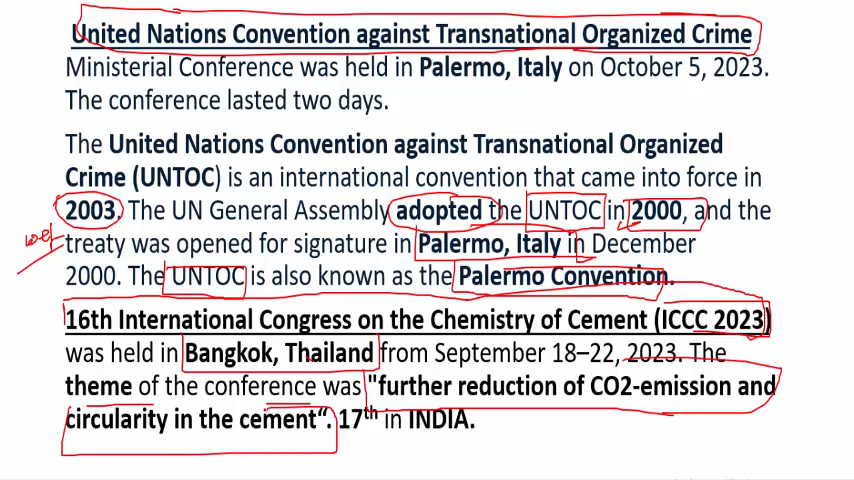 United Nations Convention against Transnational Organized Crime
Ministerial Conference was held in Palermo, Italy on October 5, 2023.
The conference lasted two days.
The United Nations Convention against Transnational Organized
Crime (UNTOC) is an international convention that came into force in
2003. The UN General Assembly adopted the UNTOC in 2000, and the
wef
treaty was opened for signature in Palermo, Italy in December
2000. The UNTOC is also known as the Palermo Convention.
16th International Congress on the Chemistry of Cement (ICCC 2023)
was held in Bangkok, Thailand from September 18–22, 2023. The
theme of the conference was "further reduction of CO2-emission and
circularity in the cement“. 17th in INDIA.